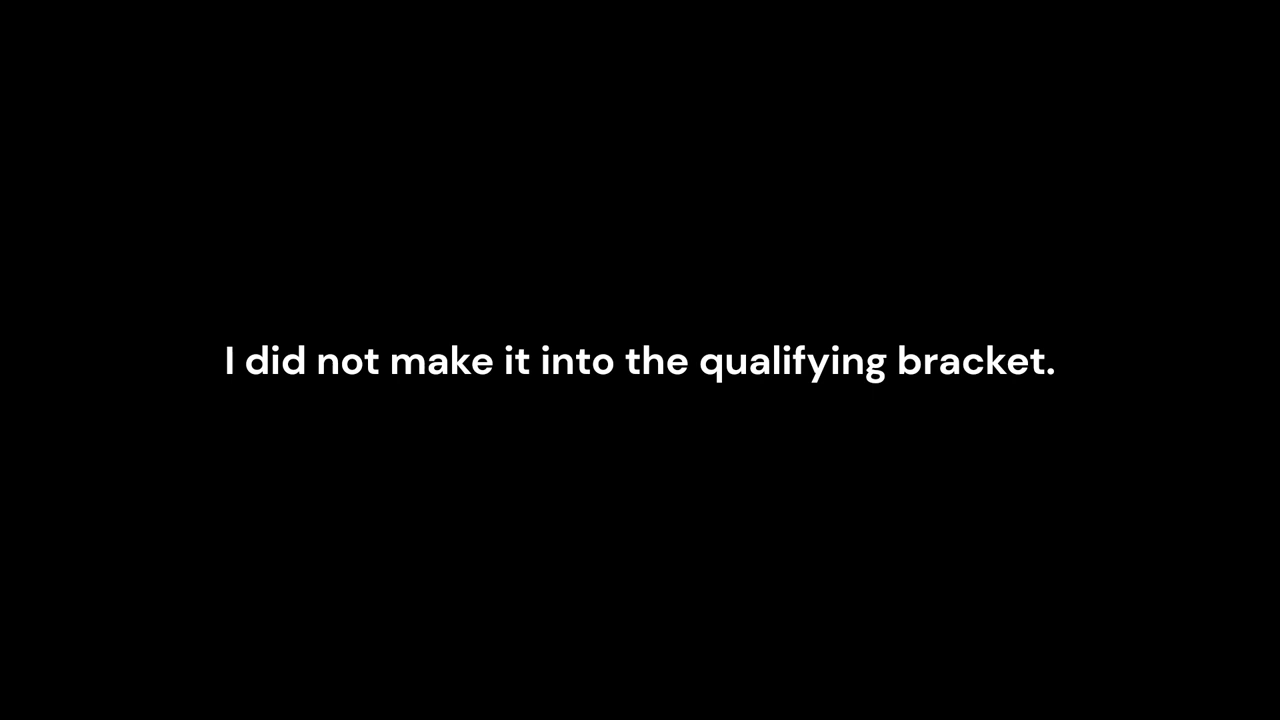 I did not make it into the qualifying bracket.